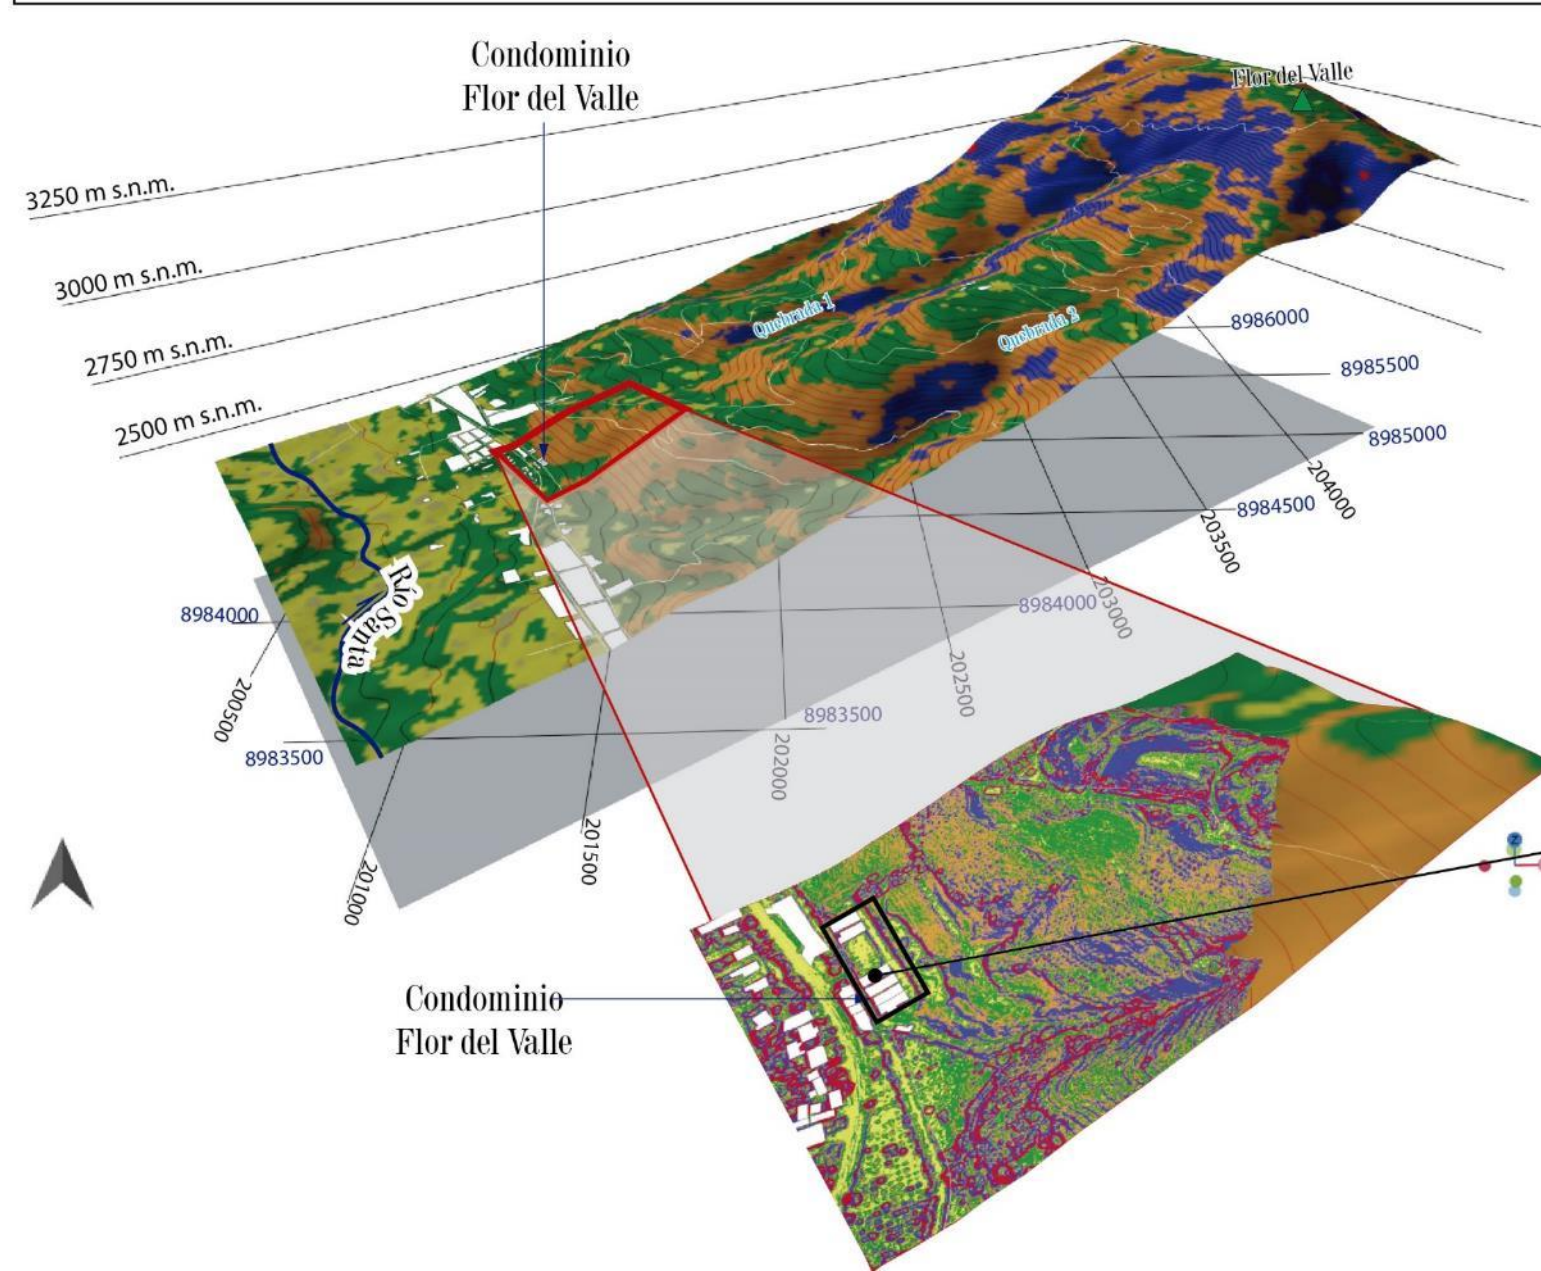 Condominio
Flor del Valle
Flor del Valle
3250 m s.n.m.
3000 m s.n.m.
2750 m s.n.m.
2500 m s.n.m.
Quebrada 1
Quebrada 2
8986000
8985500
8985000
8984500
8984000
8983500
204000
203500
203000
202500
202000
201500
201000
200500
8984000
8983500
Río Santa
Condominio
Flor del Valle
Z